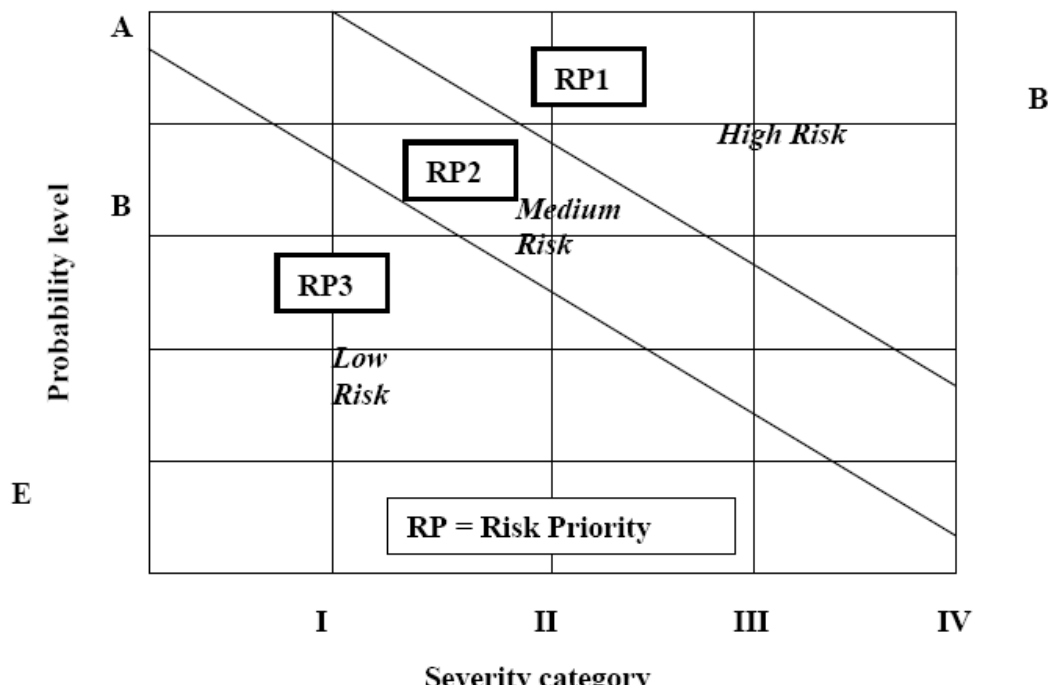 A
RP1
B
High Risk
RP2
B
Medium
Risk
Probability level
RP3
Low
Risk
E
RP = Risk Priority
I
II
III
IV
Severity category